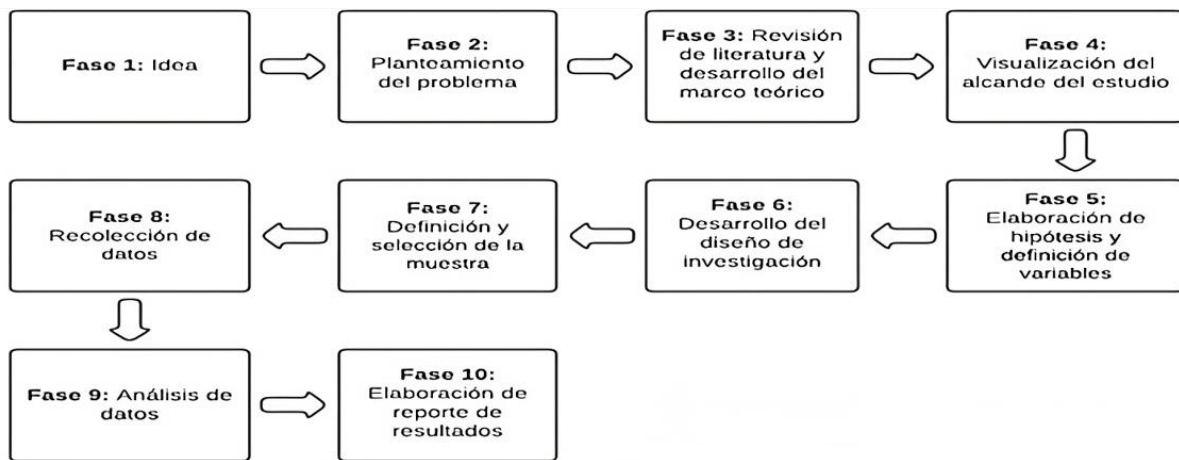 Fase 1: Idea
Fase 2:
Planteamiento
del problema
Fase 3: Revisión
de literatura y
desarrollo del
marco teórico
Fase 4:
Visualización del
alcande del estudio
Fase 5:
Elaboración de
hipótesis y
definición de
variables
Fase 6:
Desarrollo del
diseño de
investigación
Fase 7:
Definición y
selección de la
muestra
Fase 8:
Recolección de
datos
Fase 9: Análisis de
datos
Fase 10:
Elaboración de
reporte de
resultados